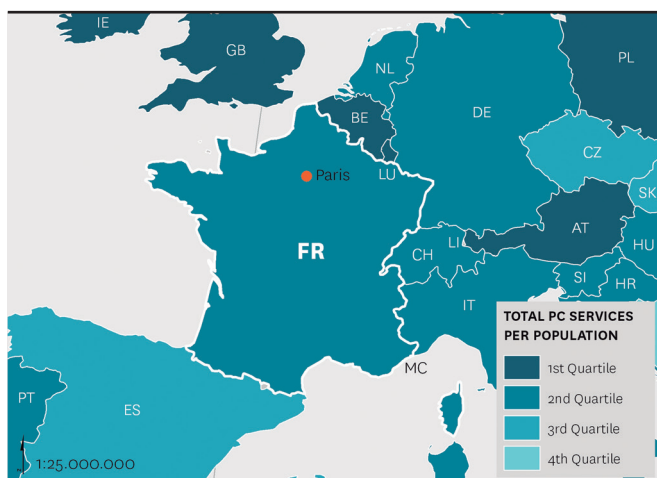 IE
GB
NL
PL
BE
DE
CZ
LU
Paris
SK
FR
AT
HU
CH
LI
SI
HR
IT
MC
PT
ES
1:25.000.000
TOTAL PC SERVICES
PER POPULATION
1st Quartile
2nd Quartile
3rd Quartile
4th Quartile